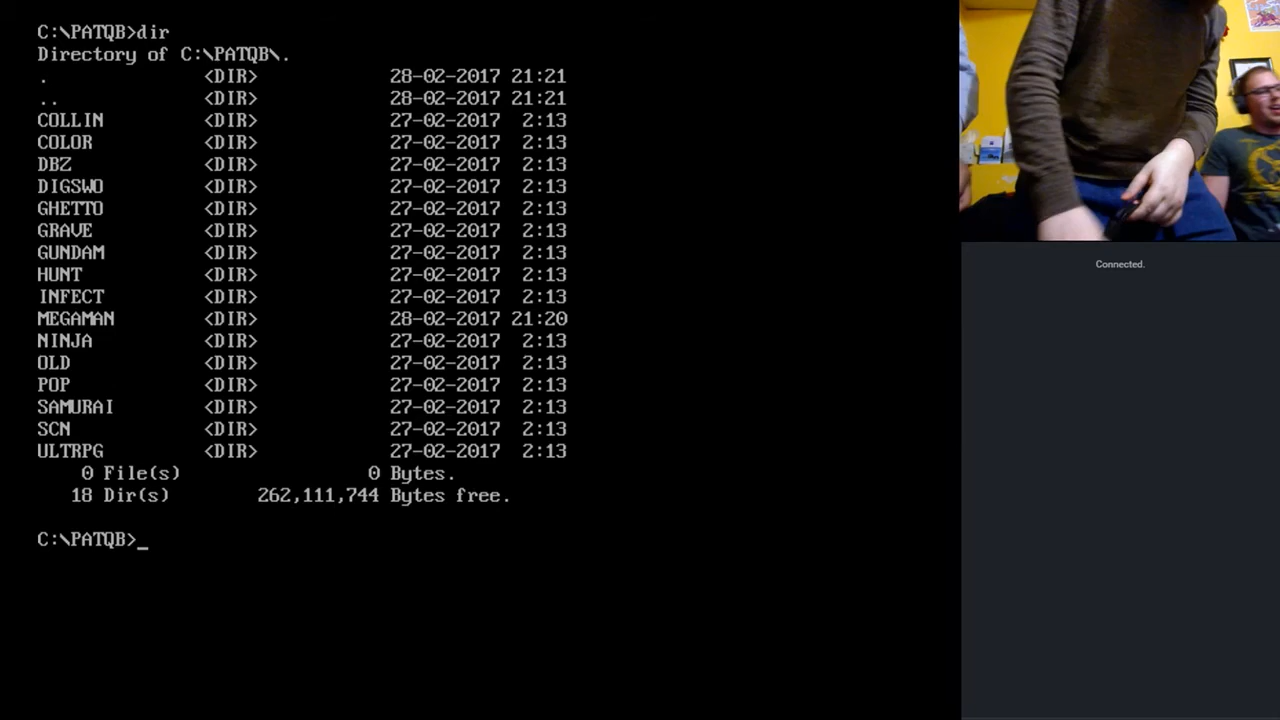 C:\PATQB>dir
Directory of C:\PATQB\.
. <DIR> 28-02-2017 21:21
.. <DIR> 28-02-2017 21:21
COLLIN <DIR> 27-02-2017 2:13
COLOR <DIR> 27-02-2017 2:13
DBZ <DIR> 27-02-2017 2:13
DIGSWO <DIR> 27-02-2017 2:13
GHETTO <DIR> 27-02-2017 2:13
GRAVE <DIR> 27-02-2017 2:13
GUNDAM <DIR> 27-02-2017 2:13
HUNT <DIR> 27-02-2017 2:13
INFECT <DIR> 27-02-2017 2:13
MEGAMAN <DIR> 28-02-2017 21:20
NINJA <DIR> 27-02-2017 2:13
OLD <DIR> 27-02-2017 2:13
POP <DIR> 27-02-2017 2:13
SAMURAI <DIR> 27-02-2017 2:13
SCN <DIR> 27-02-2017 2:13
ULTRPG <DIR> 27-02-2017 2:13
0 File(s) 0 Bytes.
18 Dir(s) 262,111,744 Bytes free.
C:\PATQB>_
Connected.